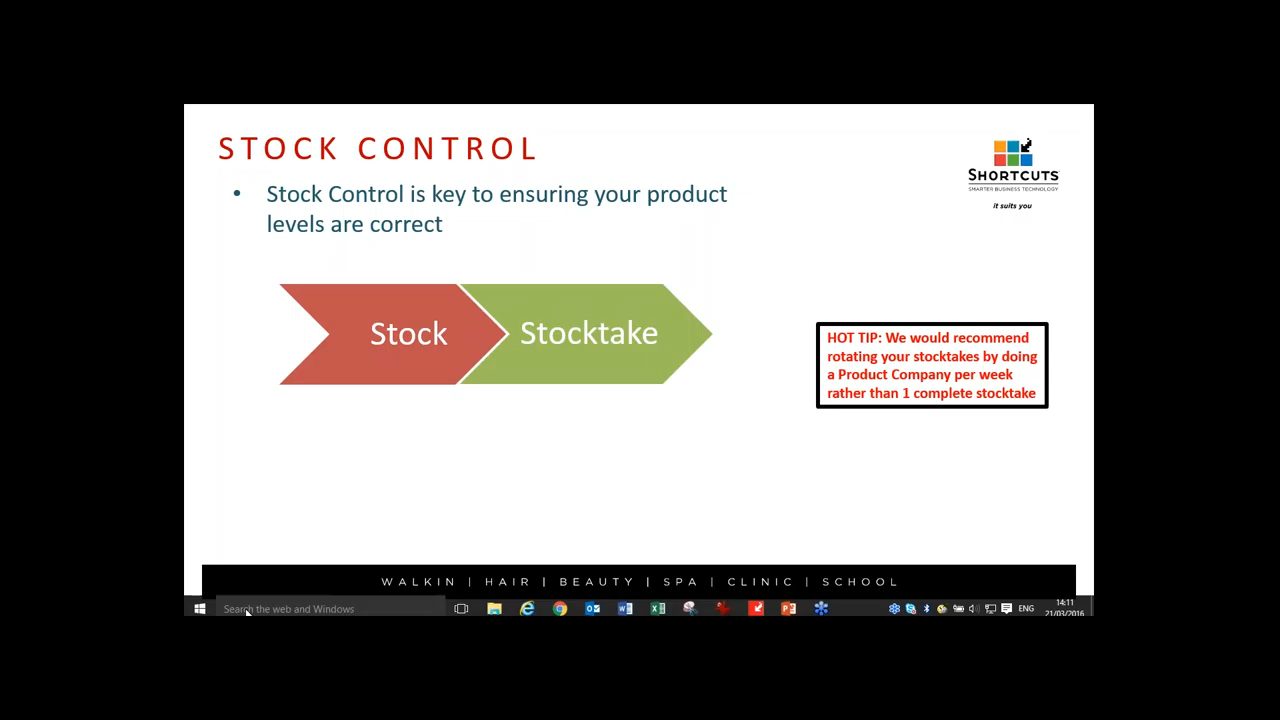 STOCK CONTROL
• Stock Control is key to ensuring your product
levels are correct
SHORTCUTS
SMARTER BUSINESS TECHNOLOGY
it suits you
Stock
Stocktake
HOT TIP: We would recommend
rotating your stocktakes by doing
a Product Company per week
rather than 1 complete stocktake
WALKIN | HAIR | BEAUTY | SPA | CLINIC | SCHOOL
Search the web and Windows
ENG
14:11
21/03/2016